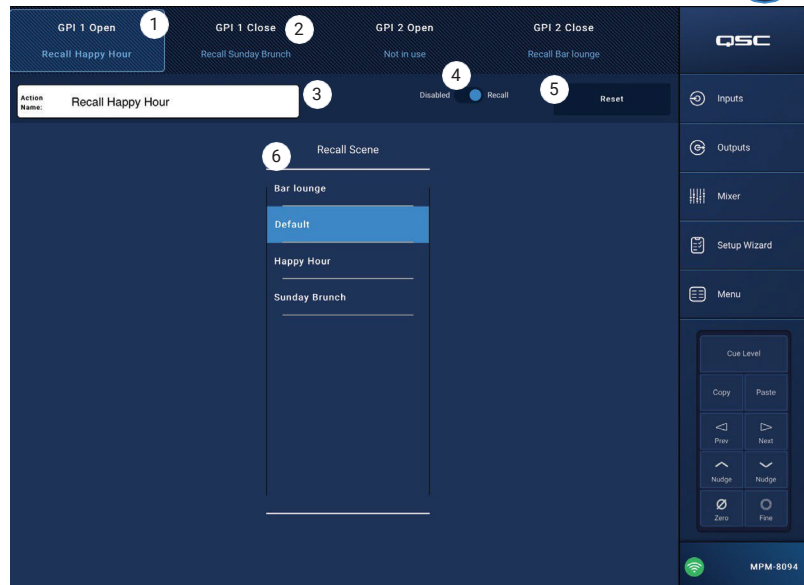 GPI 1 Open
1
GPI 1 Close
2
GPI 2 Open
GPI 2 Close
Recall Happy Hour
Recall Sunday Brunch
Not in use
Recall Bar lounge
QSC
Action
Name:
Recall Happy Hour
3
Disabled
4
Recall
5
Reset
Inputs
6
Recall Scene
Outputs
Bar lounge
Mixer
Default
Setup Wizard
Happy Hour
Sunday Brunch
Menu
Cue Level
Copy
Paste
Prev
Next
Nudge
Nudge
Zero
Fine
MPM-8094